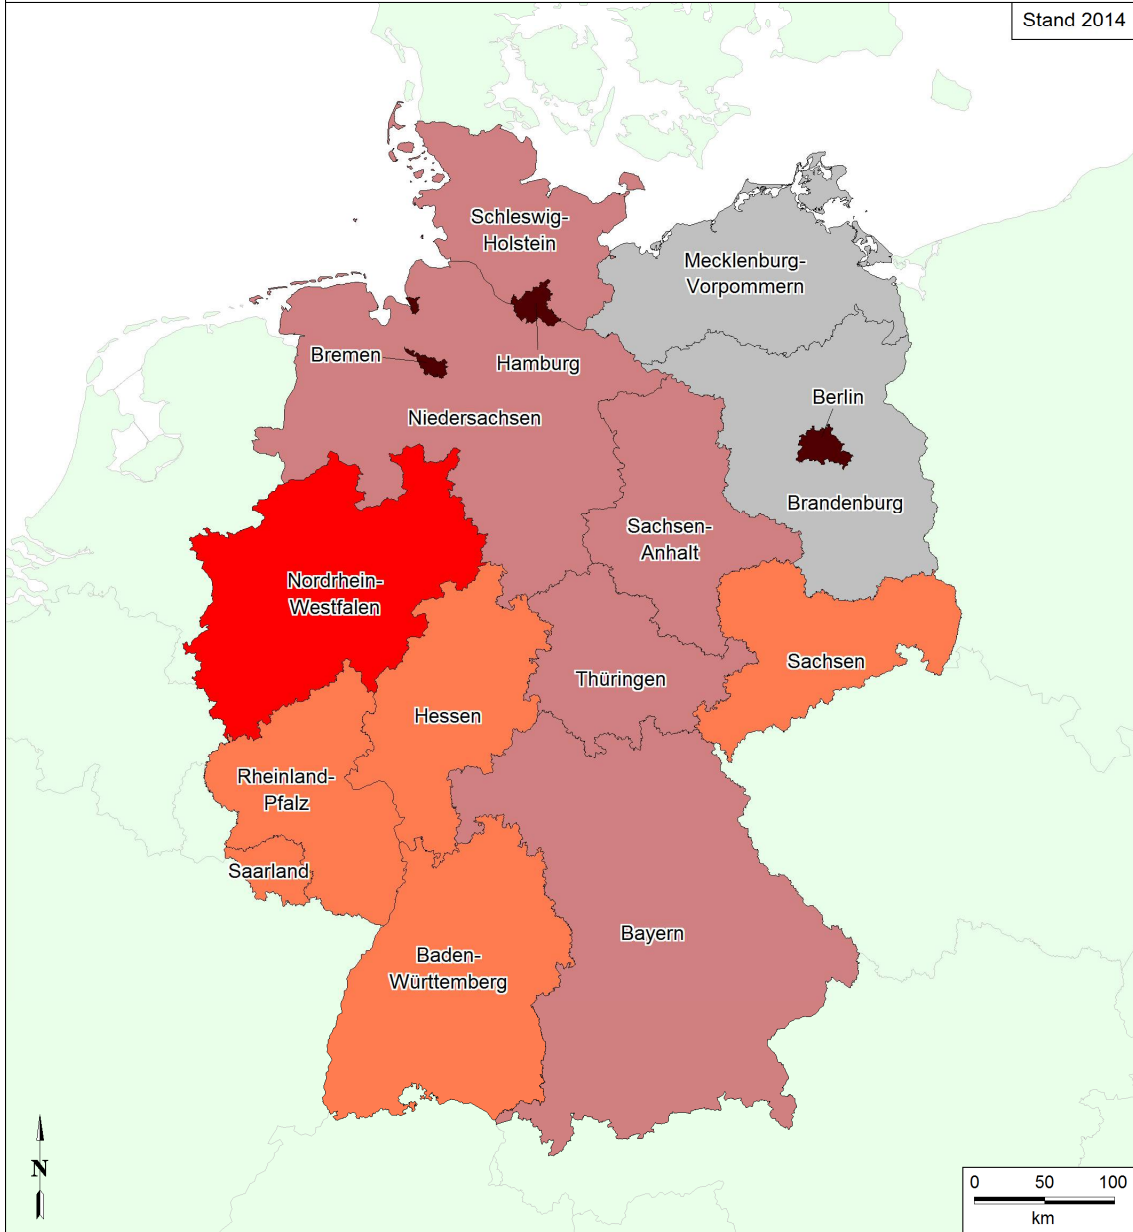 Stand 2014
Schleswig-
Holstein
Mecklenburg-
Vorpommern
Bremen
Hamburg
Berlin
Niedersachsen
Brandenburg
Sachsen-
Anhalt
Nordrhein-
Westfalen
Sachsen
Thüringen
Hessen
Rheinland-
Pfalz
Saarland
Bayern
Baden-
Württemberg
N
0 50 100
km